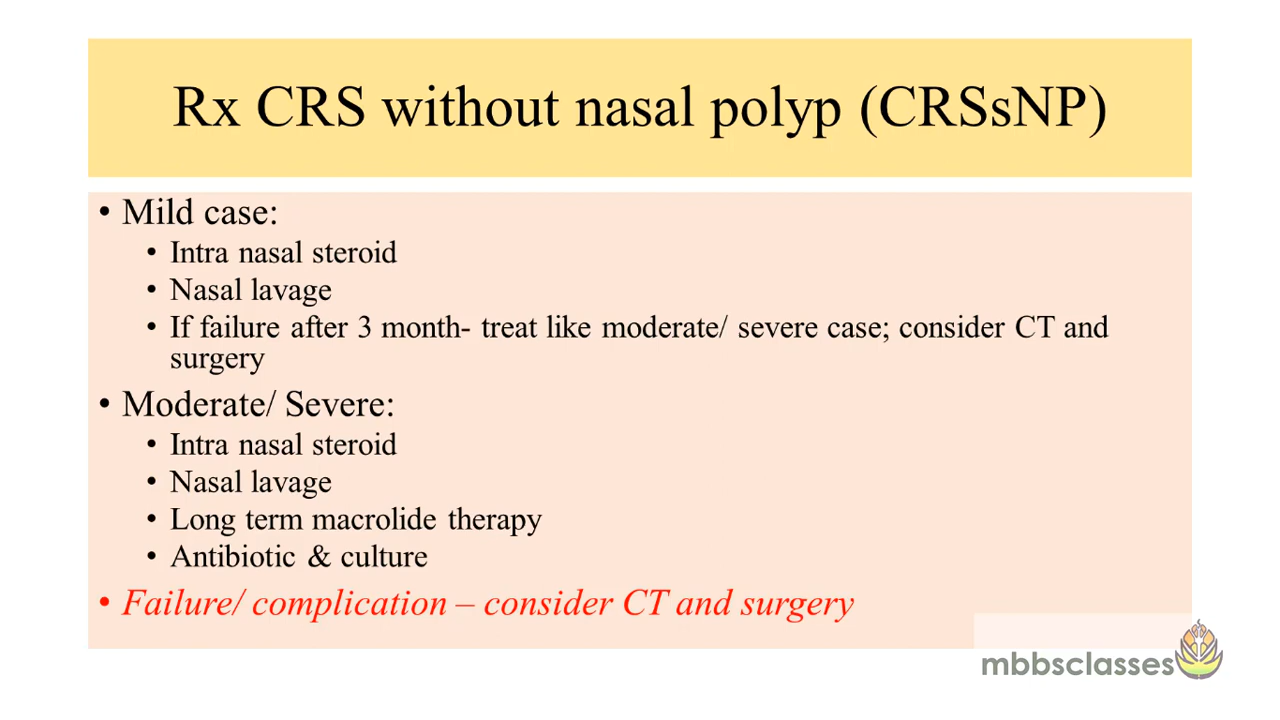 Rx CRS without nasal polyp (CRSsNP)
• Mild case:
• Intra nasal steroid
• Nasal lavage
• If failure after 3 month- treat like moderate/ severe case; consider CT and
surgery
• Moderate/ Severe:
• Intra nasal steroid
• Nasal lavage
• Long term macrolide therapy
• Antibiotic & culture
• Failure/ complication – consider CT and surgery
mbbsclasses